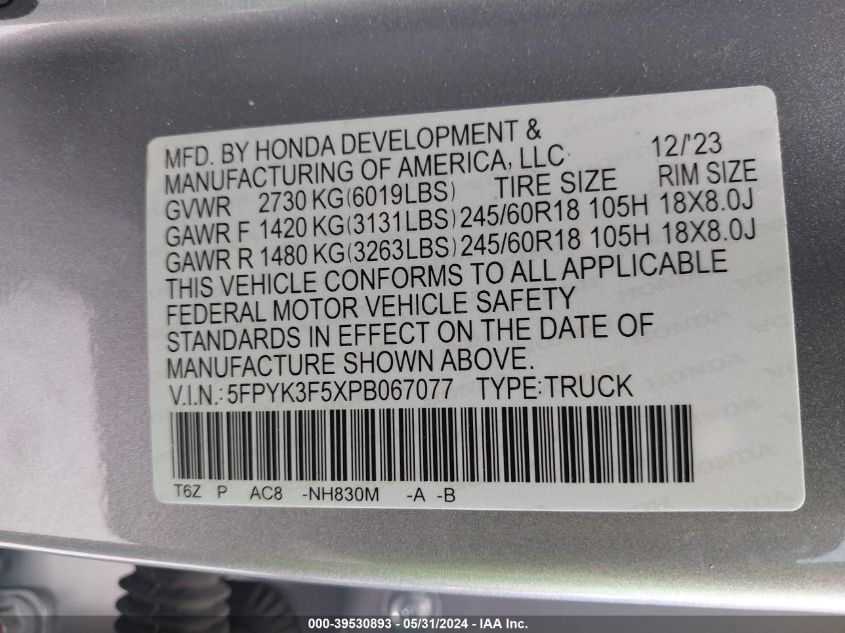 MFD. BY HONDA DEVELOPMENT &
MANUFACTURING OF AMERICA, LLC 12/'23
GVWR 2730 KG(6019LBS) TIRE SIZE RIM SIZE
GAWR F 1420 KG(3131LBS) 245/60R18 105H 18X8.0J
GAWR R 1480 KG(3263LBS) 245/60R18 105H 18X8.0J
THIS VEHICLE CONFORMS TO ALL APPLICABLE
FEDERAL MOTOR VEHICLE SAFETY
STANDARDS IN EFFECT ON THE DATE OF
MANUFACTURE SHOWN ABOVE.
V.I.N.: 5FPYK3F5XPB067077 TYPE:TRUCK
T6Z P AC8 -NH830M -A -B
000-39530893 - 05/31/2024 - IAA Inc.